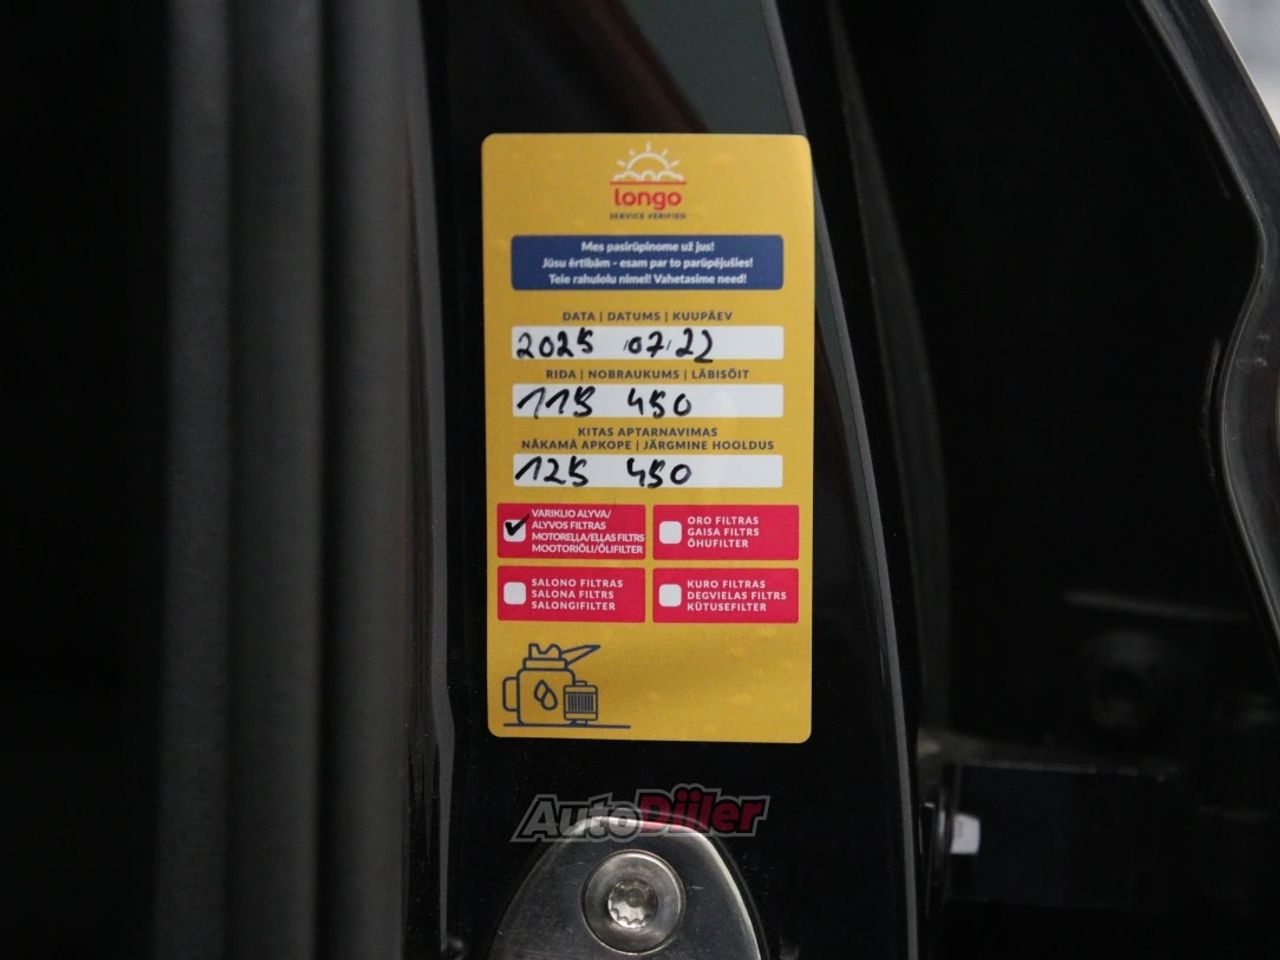 longo
SERVICE VERIFIED
Mes pasirūpinome už jus!
Jūsu ērtībām - esam par to parūpējušies!
Teie rahulolu nimel! Vahetasime need!
DATA | DATUMS | KUUPÄEV
2025 07 22
RIDA | NOBRAUKUMS | LÄBISÕIT
115 450
KITAS APTARNAVIMAS
NĀKAMĀ APKOPE | JÄRGMINE HOOLDUS
125 450
VARIKLIO ALYVA/
ALYVOS FILTRAS
MOTOREĻĻA/EĻĻAS FILTRS
MOOTORIÕLI/ÕLIFILTER
ORO FILTRAS
GAISA FILTRS
ÕHUFILTER
SALONO FILTRAS
SALONA FILTRS
SALONGIFILTER
KURO FILTRAS
DEGVIELAS FILTRS
KÜTUSEFILTER
AutoDiiler